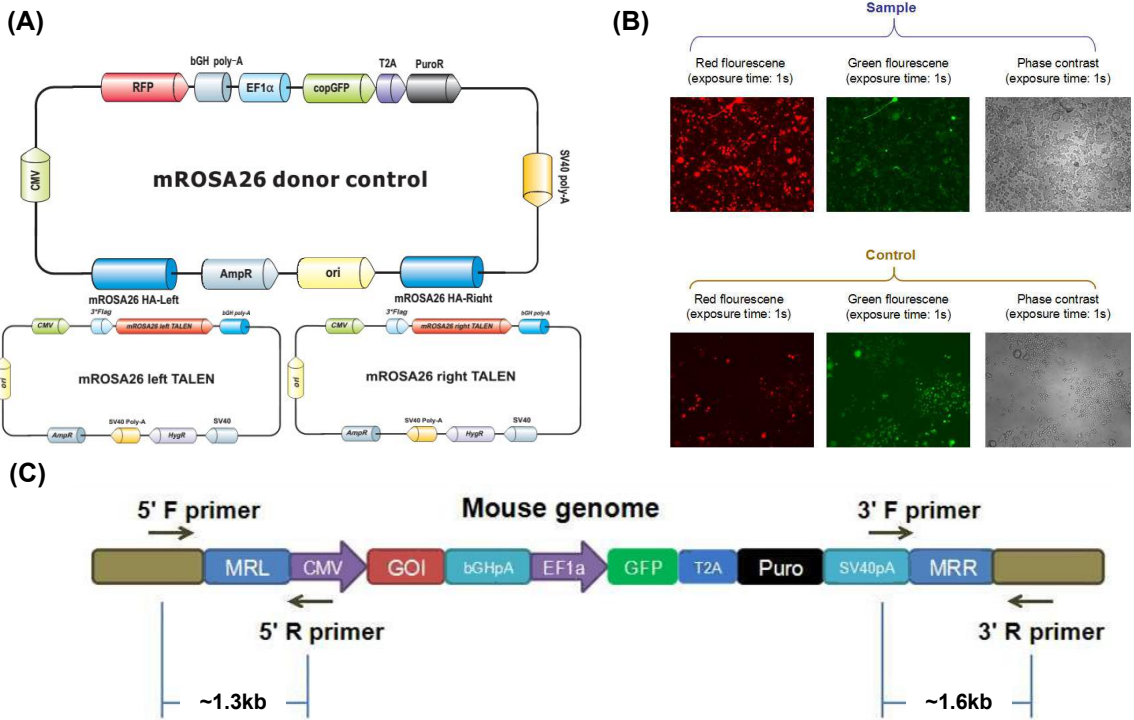 (A)
bGH poly-A
T2A
PuroR
RFP
EF1α
copGFP
CMV
SV40 poly-A
mROSA26 donor control
AmpR
ori
mROSA26 HA-Left
mROSA26 HA-Right
CMV
3*Flag
mROSA26 left TALEN
bGH poly-A
ori
mROSA26 left TALEN
AmpR
SV40 Poly-A
HygR
SV40
CMV
3*Flag
mROSA26 right TALEN
bGH poly-A
ori
mROSA26 right TALEN
AmpR
SV40 Poly-A
HygR
SV40
(B)
Sample
Red flourescene
(exposure time: 1s)
Green flourescene
(exposure time: 1s)
Phase contrast
(exposure time: 1s)
Control
Red flourescene
(exposure time: 1s)
Green flourescene
(exposure time: 1s)
Phase contrast
(exposure time: 1s)
(C)
5' F primer
Mouse genome
3' F primer
MRL
CMV
GOI
bGHpA
EF1a
GFP
T2A
Puro
SV40pA
MRR
5' R primer
3' R primer
~1.3kb
~1.6kb